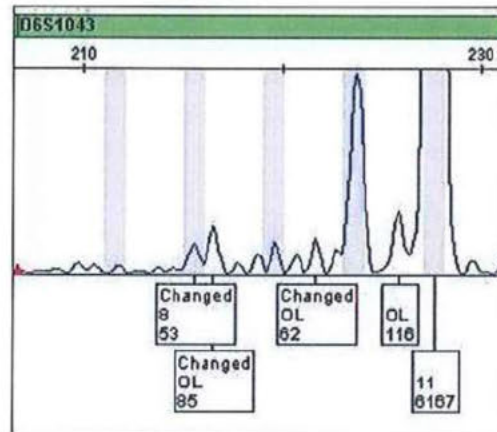 D6S1043
210 230
Changed
8
53
Changed
OL
85
Changed
OL
62
OL
116
11
6167